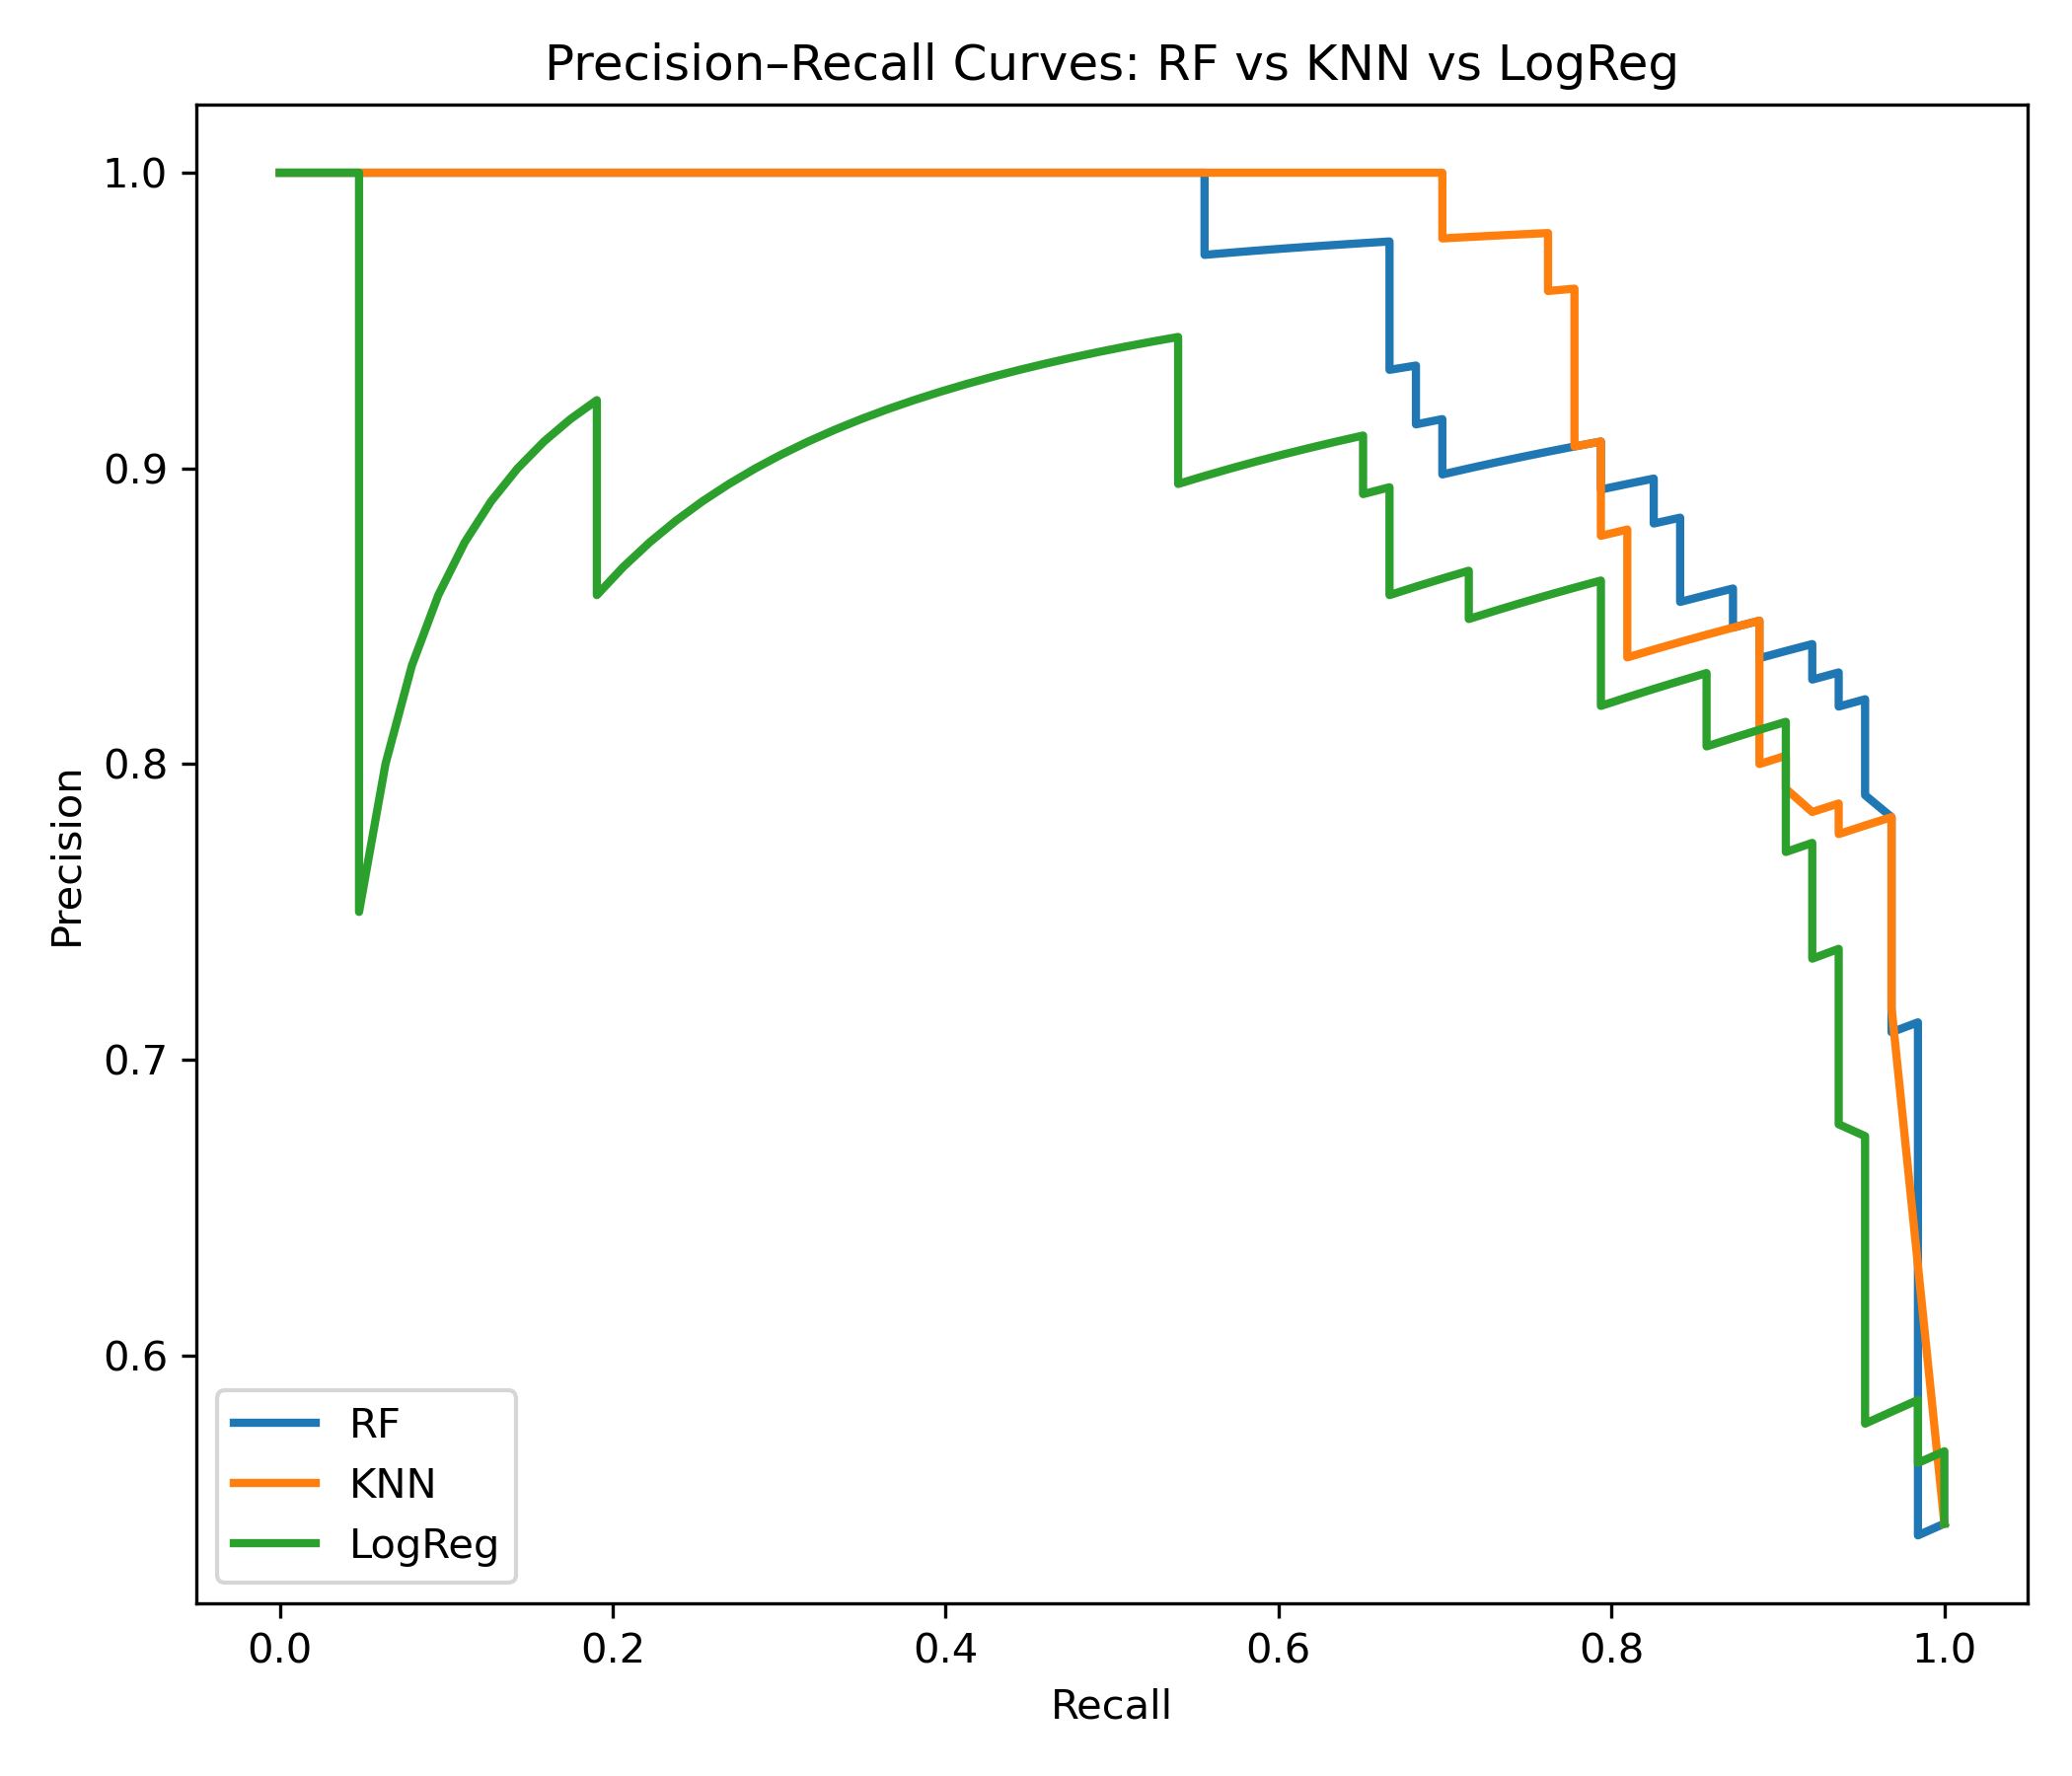 Precision–Recall Curves: RF vs KNN vs LogReg
1.0
0.9
0.8
0.7
0.6
Precision
RF
KNN
LogReg
0.0 0.2 0.4 0.6 0.8 1.0
Recall